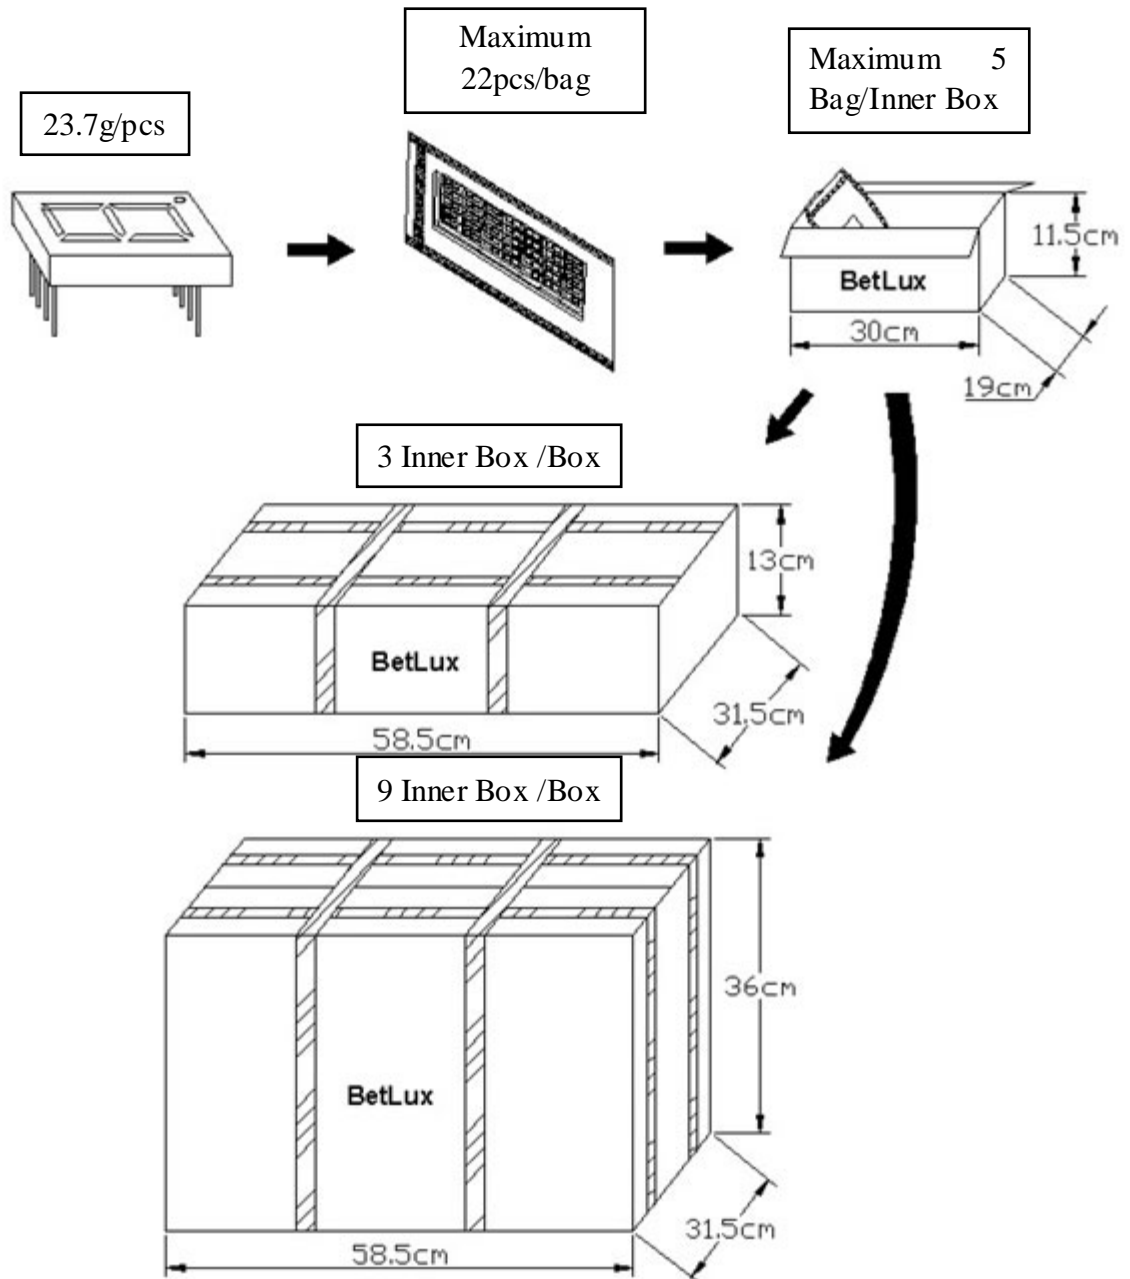 Maximum
22pcs/bag
Maximum 5
Bag/Inner Box
23.7g/pcs
11.5cm
BetLux
30cm
19cm
3 Inner Box /Box
13cm
BetLux
31.5cm
58.5cm
9 Inner Box /Box
36cm
BetLux
31.5cm
58.5cm